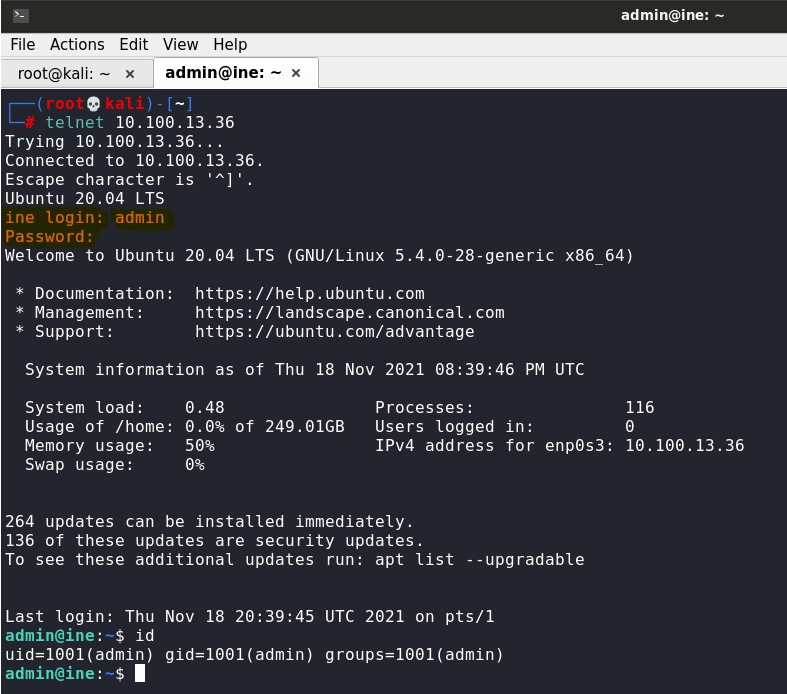 admin@ine: ~
File Actions Edit View Help
root@kali: ~ × admin@ine: ~ ×
┌──(root💀kali)-[~]
└─# telnet 10.100.13.36
Trying 10.100.13.36...
Connected to 10.100.13.36.
Escape character is '^]'.
Ubuntu 20.04 LTS
ine login: admin
Password:
Welcome to Ubuntu 20.04 LTS (GNU/Linux 5.4.0-28-generic x86_64)
* Documentation: https://help.ubuntu.com
* Management: https://landscape.canonical.com
* Support: https://ubuntu.com/advantage
System information as of Thu 18 Nov 2021 08:39:46 PM UTC
System load: 0.48 Processes: 116
Usage of /home: 0.0% of 249.01GB Users logged in: 0
Memory usage: 50% IPv4 address for enp0s3: 10.100.13.36
Swap usage: 0%
264 updates can be installed immediately.
136 of these updates are security updates.
To see these additional updates run: apt list --upgradable
Last login: Thu Nov 18 20:39:45 UTC 2021 on pts/1
admin@ine:~$ id
uid=1001(admin) gid=1001(admin) groups=1001(admin)
admin@ine:~$